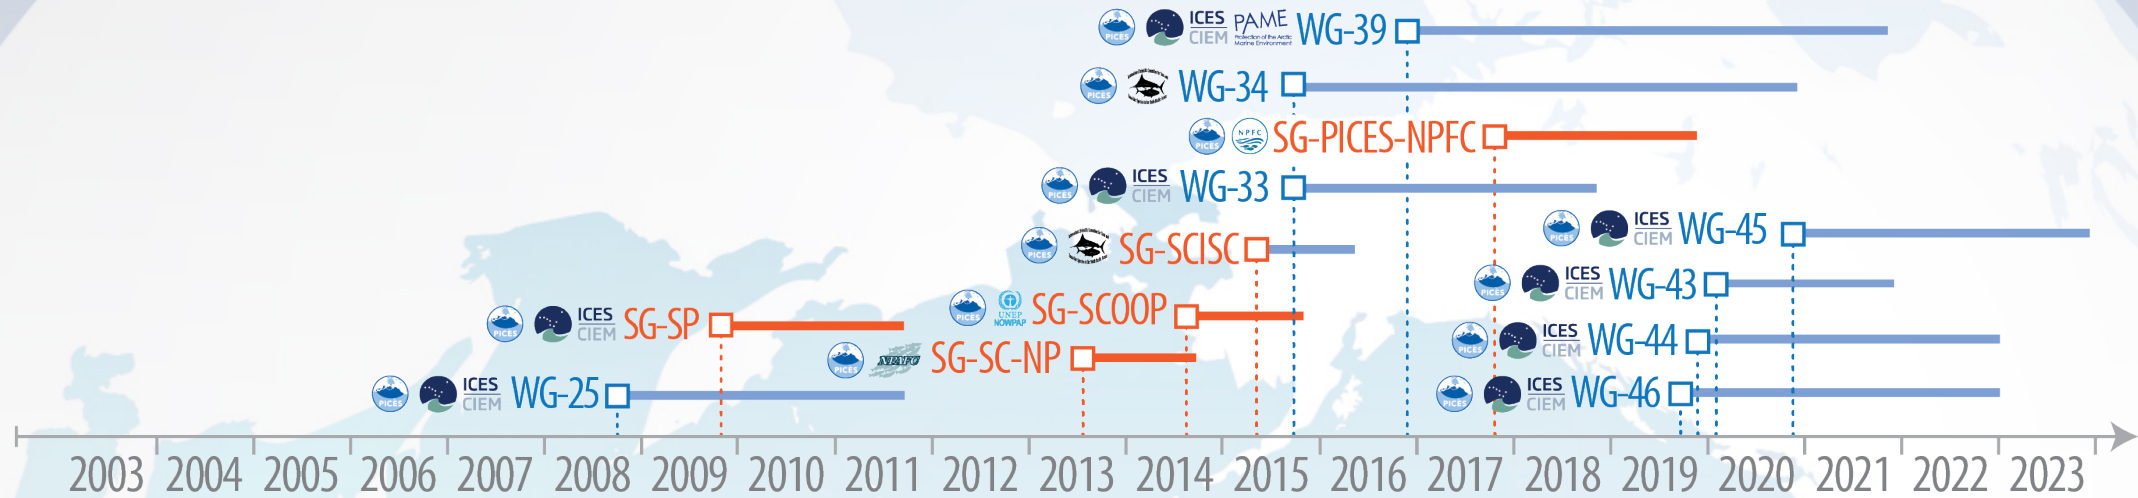 PICES ICES CIEM PAME Protection of the Arctic Marine Environment WG-39
PICES WG-34
PICES NPFC SG-PICES-NPFC
PICES ICES CIEM WG-33
PICES ICES CIEM WG-45
PICES SG-SCISC
PICES ICES CIEM WG-43
PICES UNEP NOWPAP SG-SCOOP
PICES ICES CIEM SG-SP
PICES ICES CIEM WG-44
PICES NPAFC SG-SC-NP
PICES ICES CIEM WG-25
PICES ICES CIEM WG-46
2003 2004 2005 2006 2007 2008 2009 2010 2011 2012 2013 2014 2015 2016 2017 2018 2019 2020 2021 2022 2023